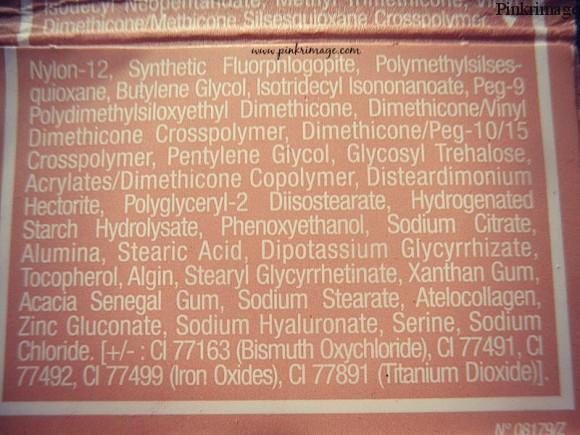 Isodecyl Neopentanoate,
Dimethicone/Methicone Silsesquioxane Crosspolymer,
Pinkrimage
www.pinkrimage.com
Nylon-12, Synthetic Fluorphlogopite, Polymethylsilses-
quioxane, Butylene Glycol, Isotridecyl Isononanoate, Peg-9
Polydimethylsiloxyethyl Dimethicone, Dimethicone/Vinyl
Dimethicone Crosspolymer, Dimethicone/Peg-10/15
Crosspolymer, Pentylene Glycol, Glycosyl Trehalose,
Acrylates/Dimethicone Copolymer, Disteardimonium
Hectorite, Polyglyceryl-2 Diisostearate, Hydrogenated
Starch Hydrolysate, Phenoxyethanol, Sodium Citrate,
Alumina, Stearic Acid, Dipotassium Glycyrrhizate,
Tocopherol, Algin, Stearyl Glycyrrhetinate, Xanthan Gum,
Acacia Senegal Gum, Sodium Stearate, Atelocollagen,
Zinc Gluconate, Sodium Hyaluronate, Serine, Sodium
Chloride. [+/- : CI 77163 (Bismuth Oxychloride), CI 77491, CI
77492, CI 77499 (Iron Oxides), CI 77891 (Titanium Dioxide)].
N° 08179/Z